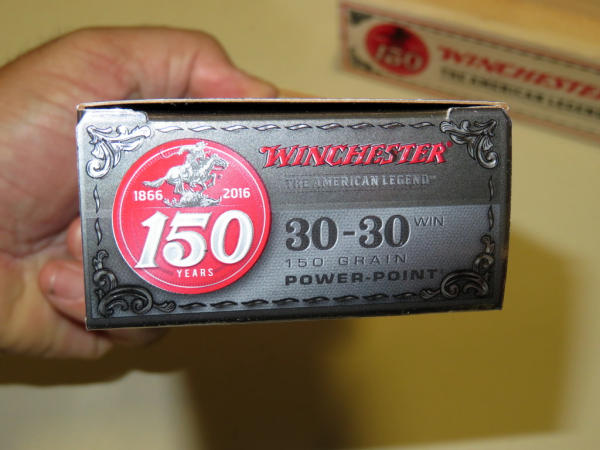 1866 2016
150
YEARS
WINCHESTER
THE AMERICAN LEGEND™
30-30 WIN
150 GRAIN
POWER-POINT
150
WINCHESTER
THE AMERICAN LEGEND